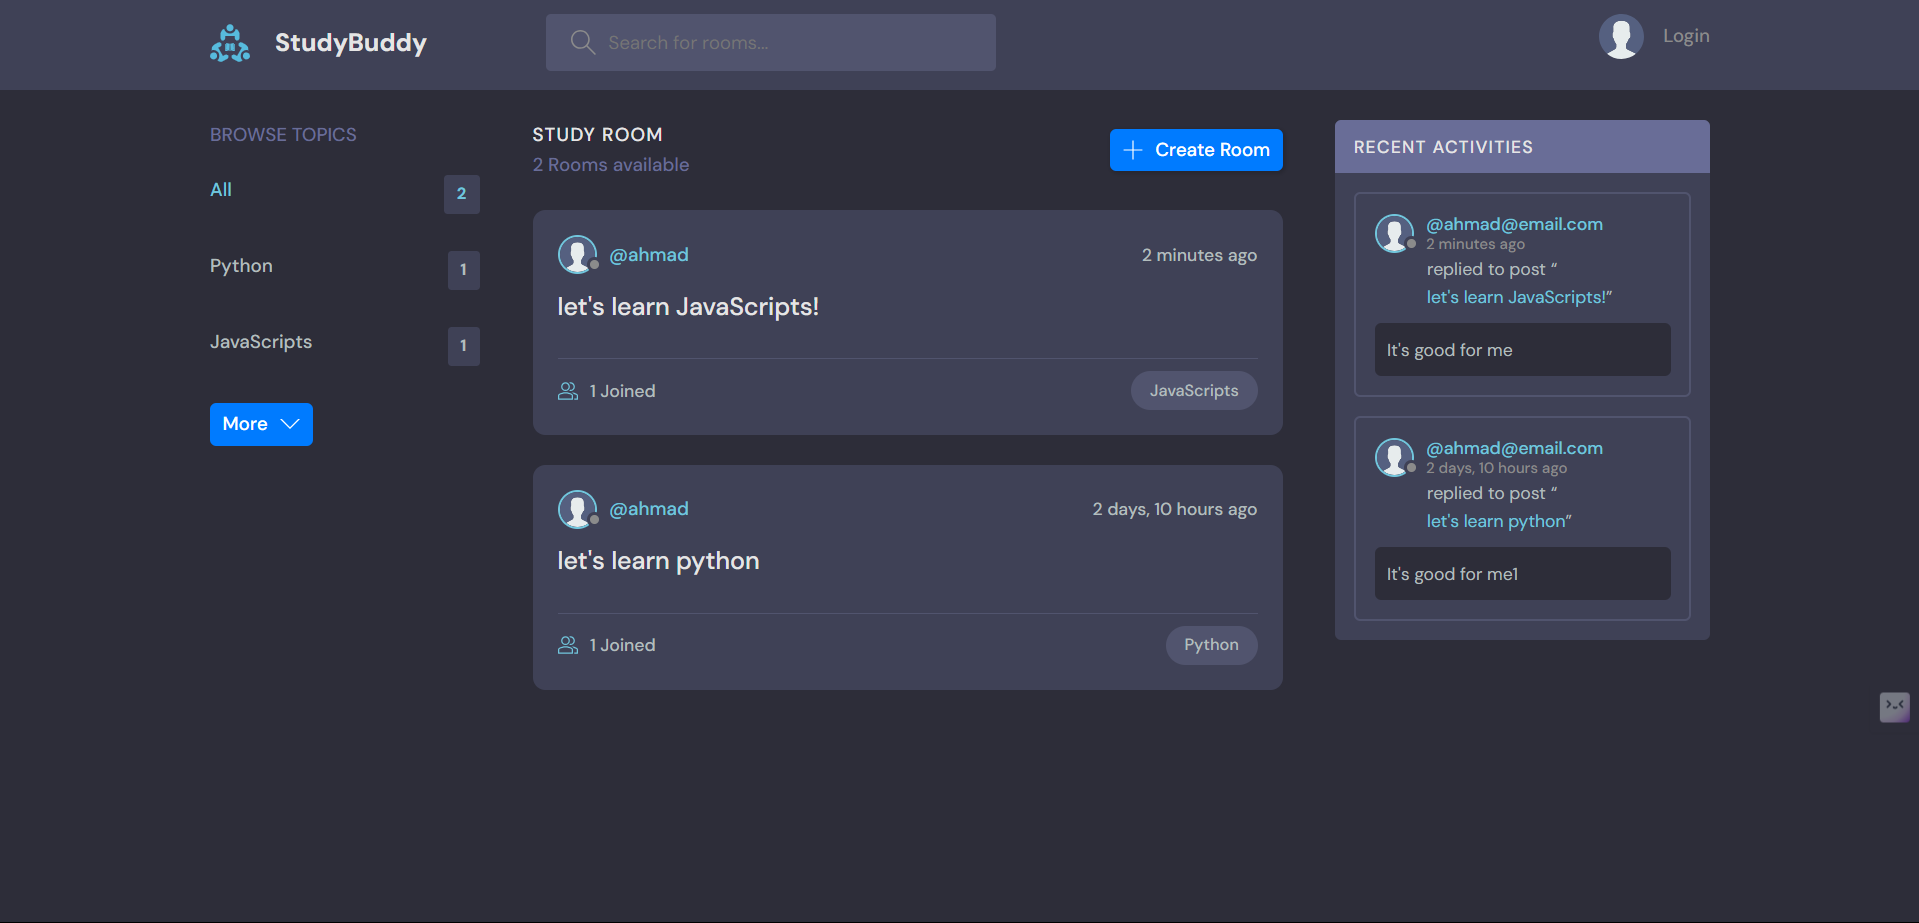 StudyBuddy
Search for rooms...
Login
BROWSE TOPICS
All
2
Python
1
JavaScripts
1
More
STUDY ROOM
2 Rooms available
Create Room
@ahmad
2 minutes ago
let's learn JavaScripts!
1 Joined
JavaScripts
@ahmad
2 days, 10 hours ago
let's learn python
1 Joined
Python
RECENT ACTIVITIES
@ahmad@email.com
2 minutes ago
replied to post “
let's learn JavaScripts!”
It's good for me
@ahmad@email.com
2 days, 10 hours ago
replied to post “
let's learn python”
It's good for me1